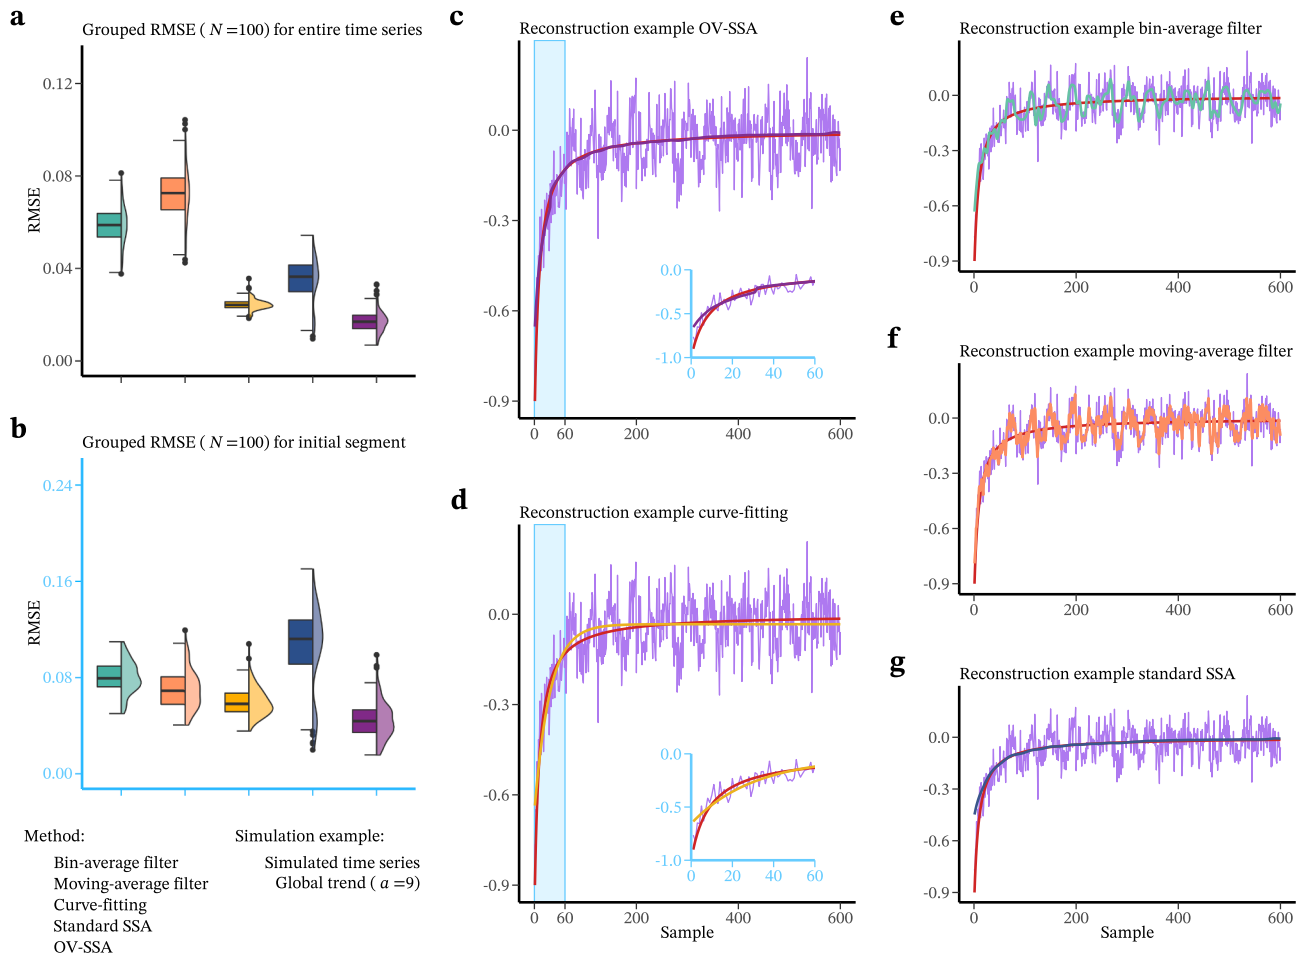 a
Grouped RMSE ( N =100) for entire time series
RMSE
0.12
0.08
0.04
0.00
b
Grouped RMSE ( N =100) for initial segment
RMSE
0.24
0.16
0.08
0.00
Method:
Bin-average filter
Moving-average filter
Curve-fitting
Standard SSA
OV-SSA
Simulation example:
Simulated time series
Global trend ( a =9)
c
Reconstruction example OV-SSA
0.0
-0.3
-0.6
-0.9
0 60 200 400 600
0.0
-0.5
-1.0
0 20 40 60
d
Reconstruction example curve-fitting
0.0
-0.3
-0.6
-0.9
0 60 200 400 600
Sample
0.0
-0.5
-1.0
0 20 40 60
e
Reconstruction example bin-average filter
0.0
-0.3
-0.6
-0.9
0 200 400 600
f
Reconstruction example moving-average filter
0.0
-0.3
-0.6
-0.9
0 200 400 600
g
Reconstruction example standard SSA
0.0
-0.3
-0.6
-0.9
0 200 400 600
Sample